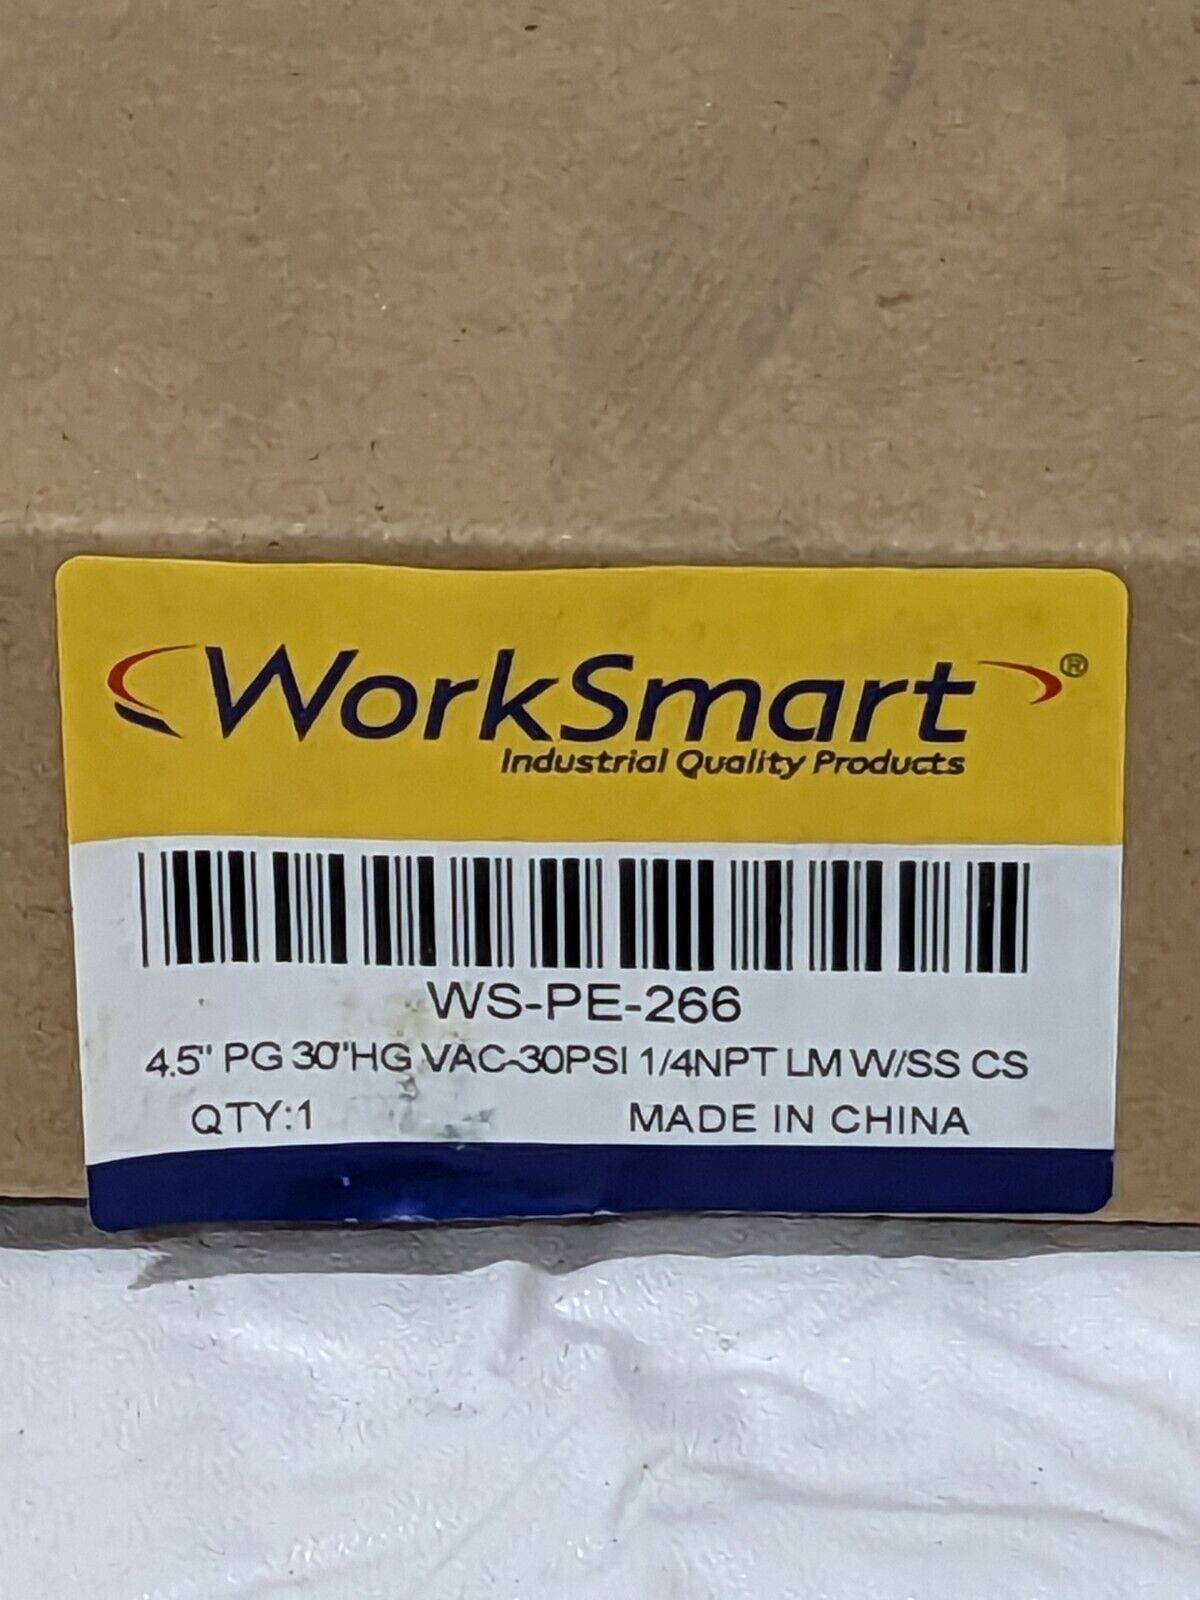 WorkSmart®
Industrial Quality Products
WS-PE-266
4.5" PG 30"HG VAC-30PSI 1/4NPT LM W/SS CS
QTY:1 MADE IN CHINA